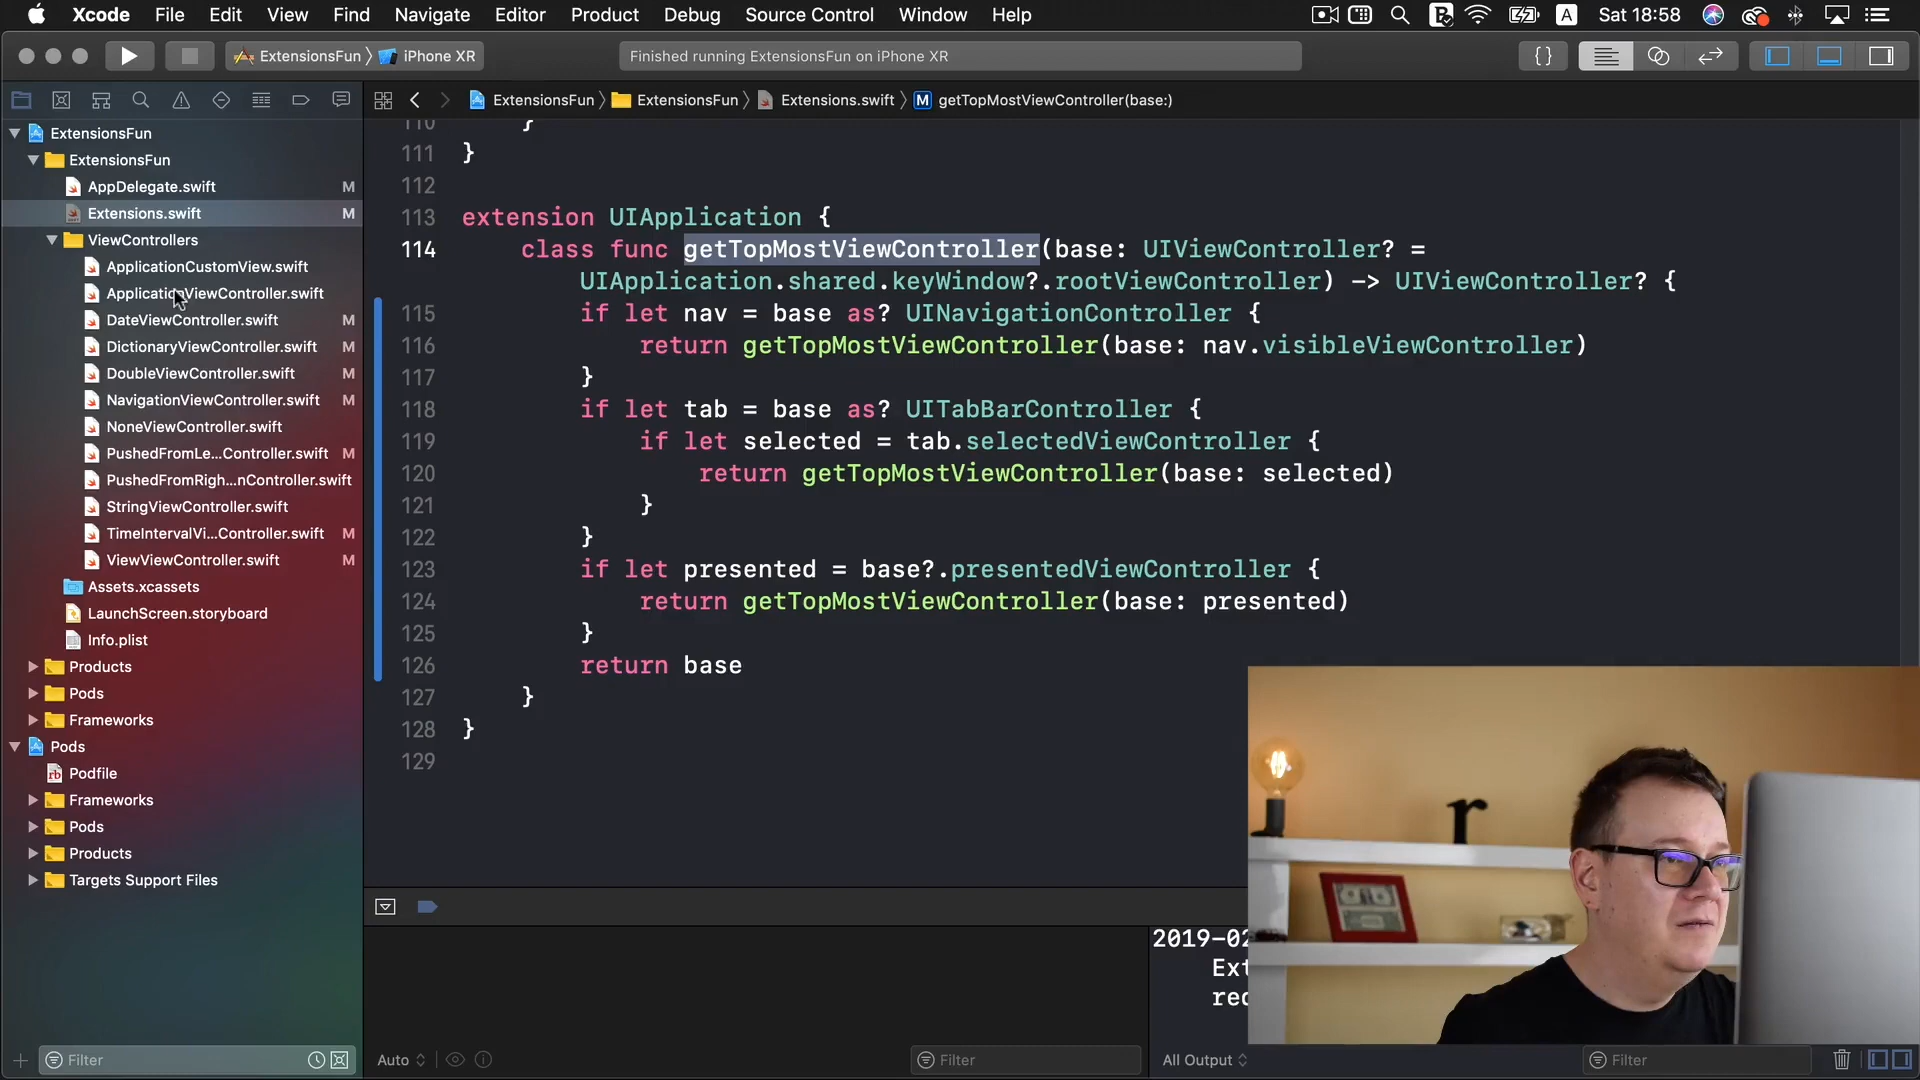 Xcode File Edit View Find Navigate Editor Product Debug Source Control Window Help A Sat 18:58
ExtensionsFun iPhone XR
Finished running ExtensionsFun on iPhone XR
{}
ExtensionsFun ExtensionsFun Extensions.swift M getTopMostViewController(base:)
ExtensionsFun
ExtensionsFun
AppDelegate.swift M
Extensions.swift M
ViewControllers
ApplicationCustomView.swift
ApplicationViewController.swift
DateViewController.swift M
DictionaryViewController.swift M
DoubleViewController.swift M
NavigationViewController.swift M
NoneViewController.swift
PushedFromLe...Controller.swift M
PushedFromRigh...nController.swift
StringViewController.swift
TimeIntervalVi...Controller.swift M
ViewViewController.swift M
Assets.xcassets
LaunchScreen.storyboard
Info.plist
Products
Pods
Frameworks
Pods
rb Podfile
Frameworks
Pods
Products
Targets Support Files
Filter
110 }
111 }
112
113 extension UIApplication {
114 class func getTopMostViewController(base: UIViewController? =
UIApplication.shared.keyWindow?.rootViewController) -> UIViewController? {
115 if let nav = base as? UINavigationController {
116 return getTopMostViewController(base: nav.visibleViewController)
117 }
118 if let tab = base as? UITabBarController {
119 if let selected = tab.selectedViewController {
120 return getTopMostViewController(base: selected)
121 }
122 }
123 if let presented = base?.presentedViewController {
124 return getTopMostViewController(base: presented)
125 }
126 return base
127 }
128 }
129
2019-02
Ext
rec
Auto Filter
All Output Filter
r